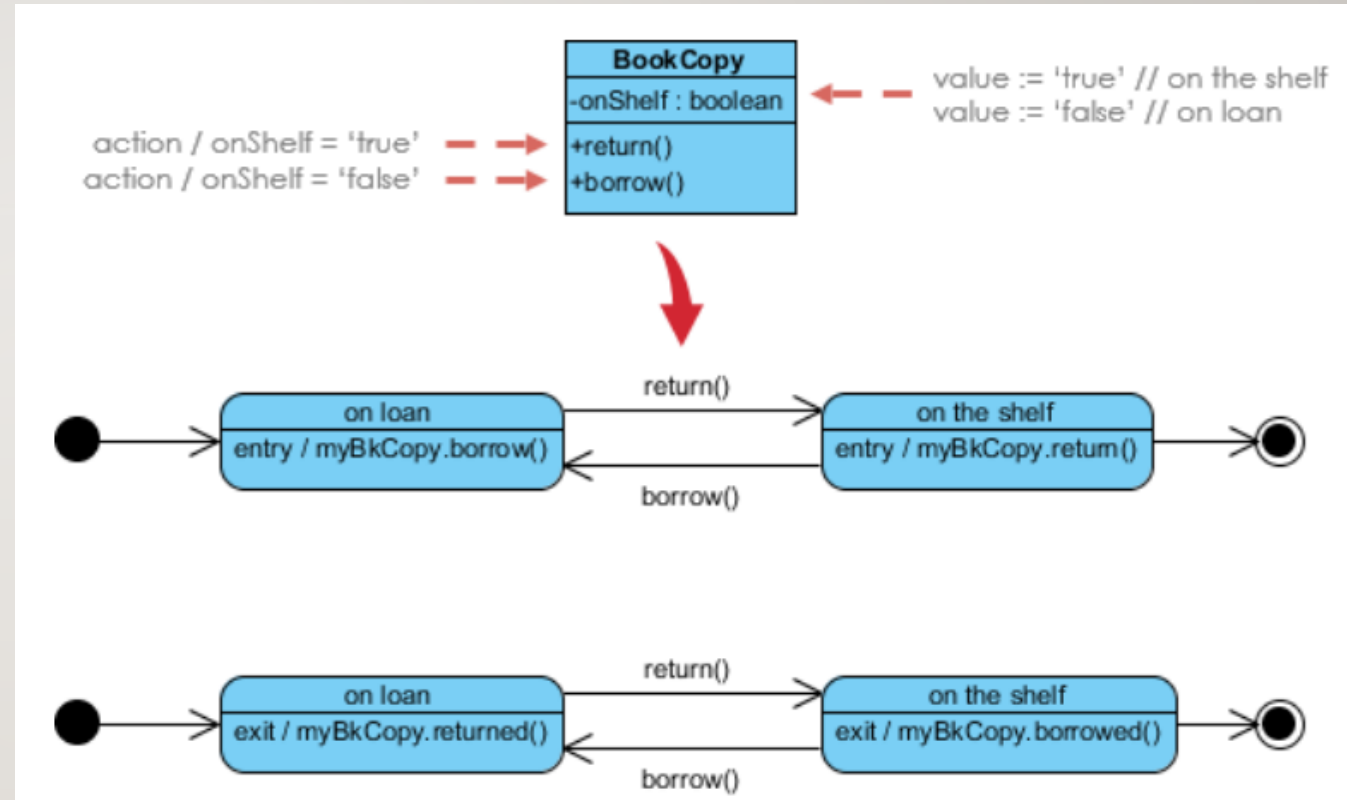 BookCopy
-onShelf : boolean
+return()
+borrow()
value := ‘true’ // on the shelf
value := ‘false’ // on loan
action / onShelf = ‘true’
action / onShelf = ‘false’
return()
on loan
entry / myBkCopy.borrow()
on the shelf
entry / myBkCopy.return()
borrow()
return()
on loan
exit / myBkCopy.returned()
on the shelf
exit / myBkCopy.borrowed()
borrow()